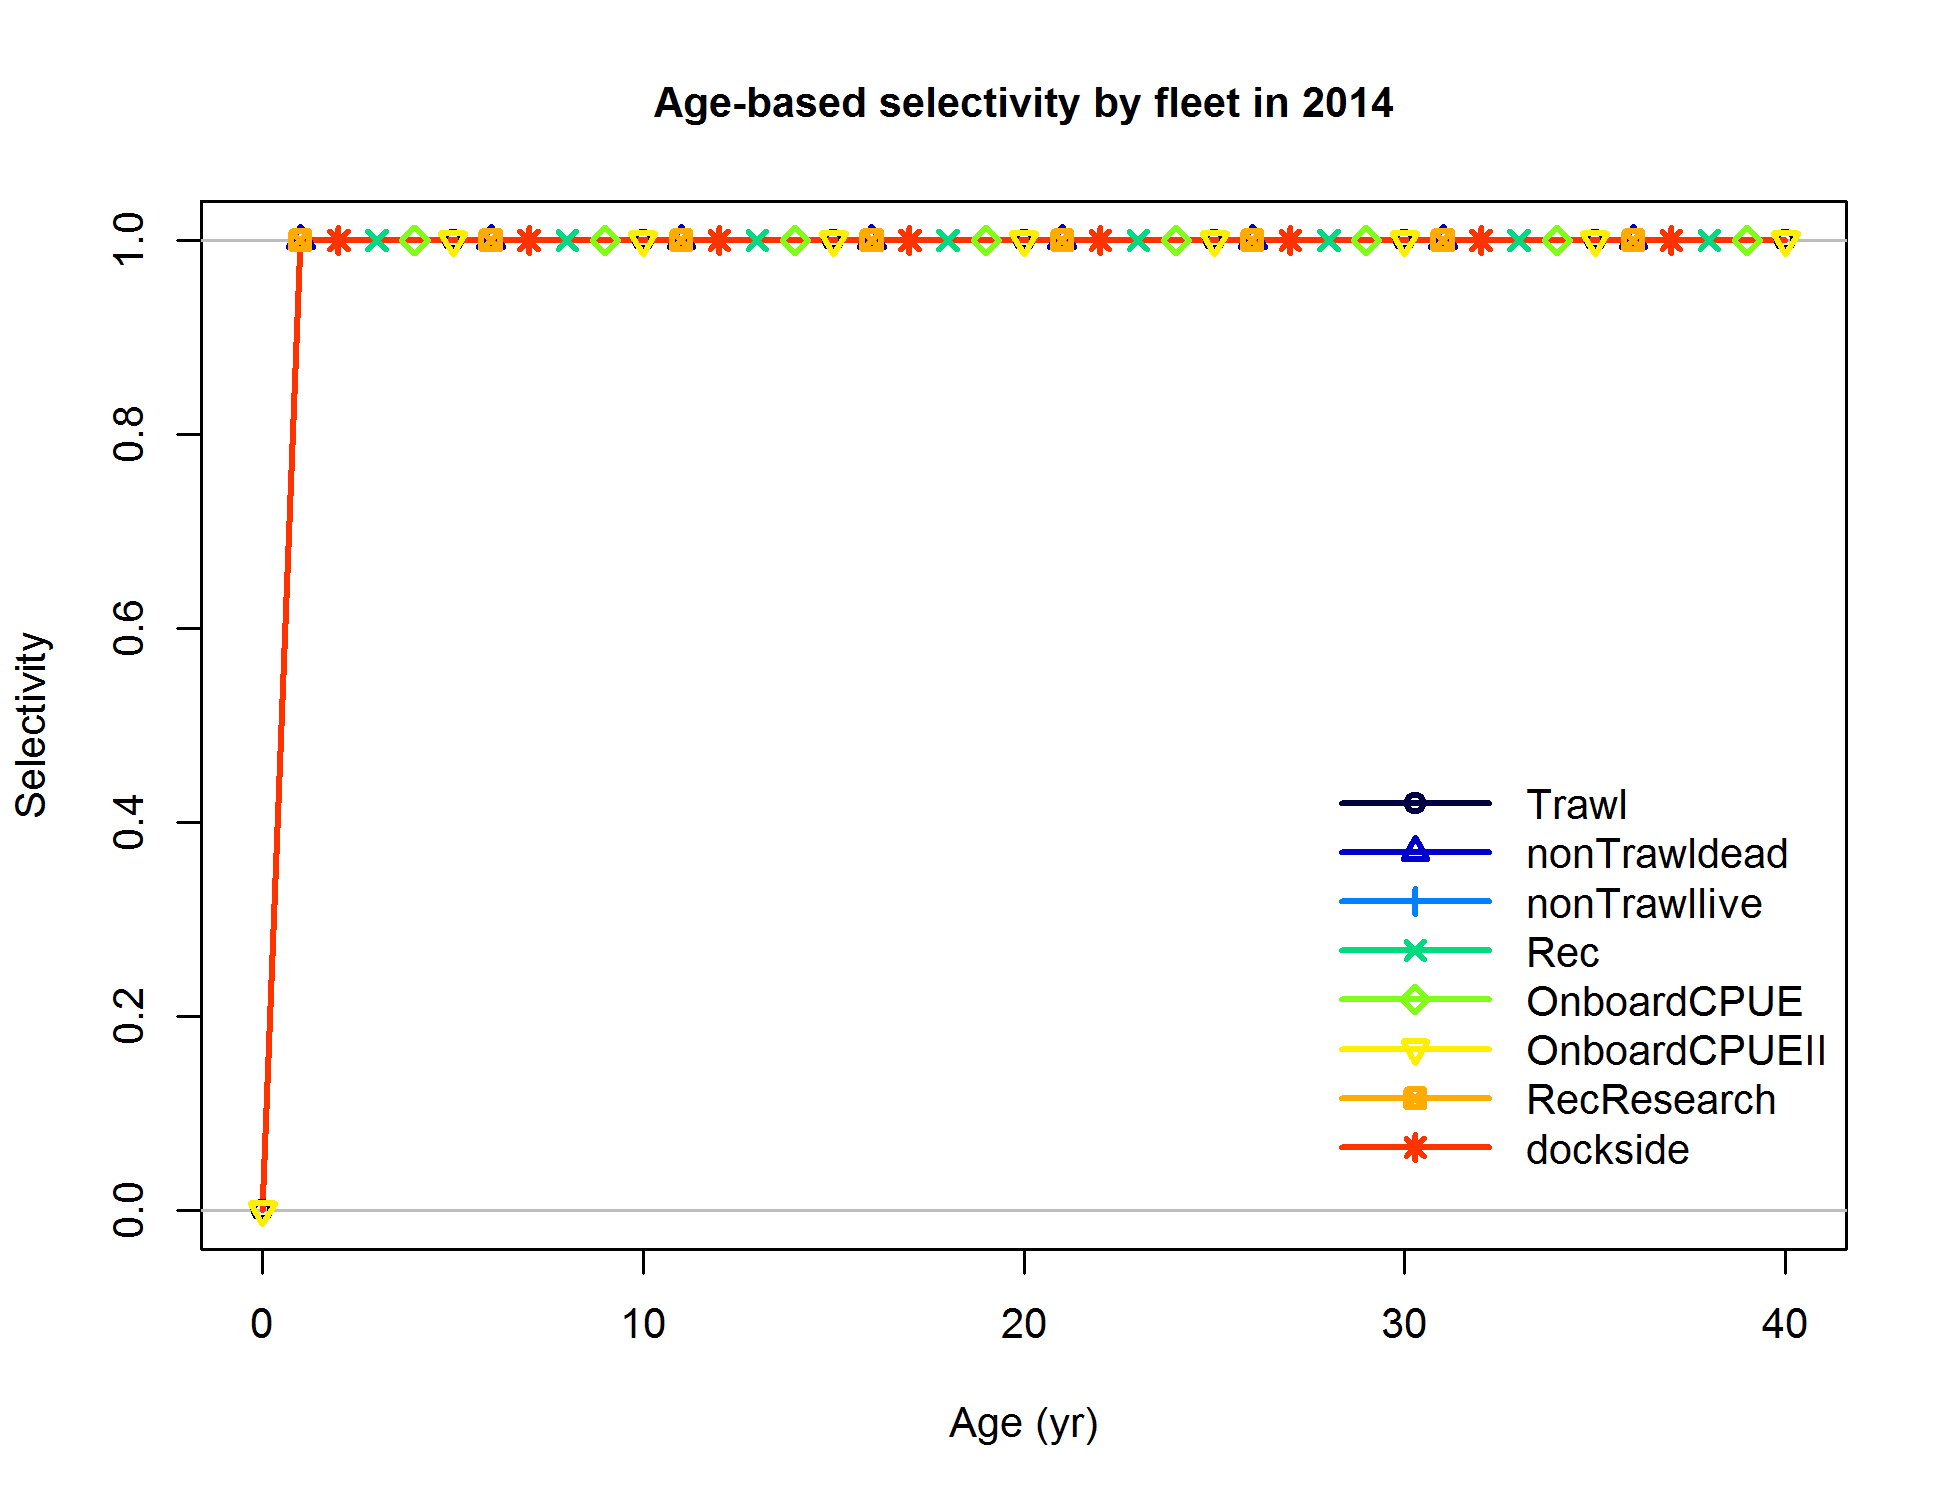 Age-based selectivity by fleet in 2014
1.0
0.8
0.6
0.4
0.2
0.0
Selectivity
Trawl
nonTrawldead
nonTrawllive
Rec
OnboardCPUE
OnboardCPUEII
RecResearch
dockside
0 10 20 30 40
Age (yr)